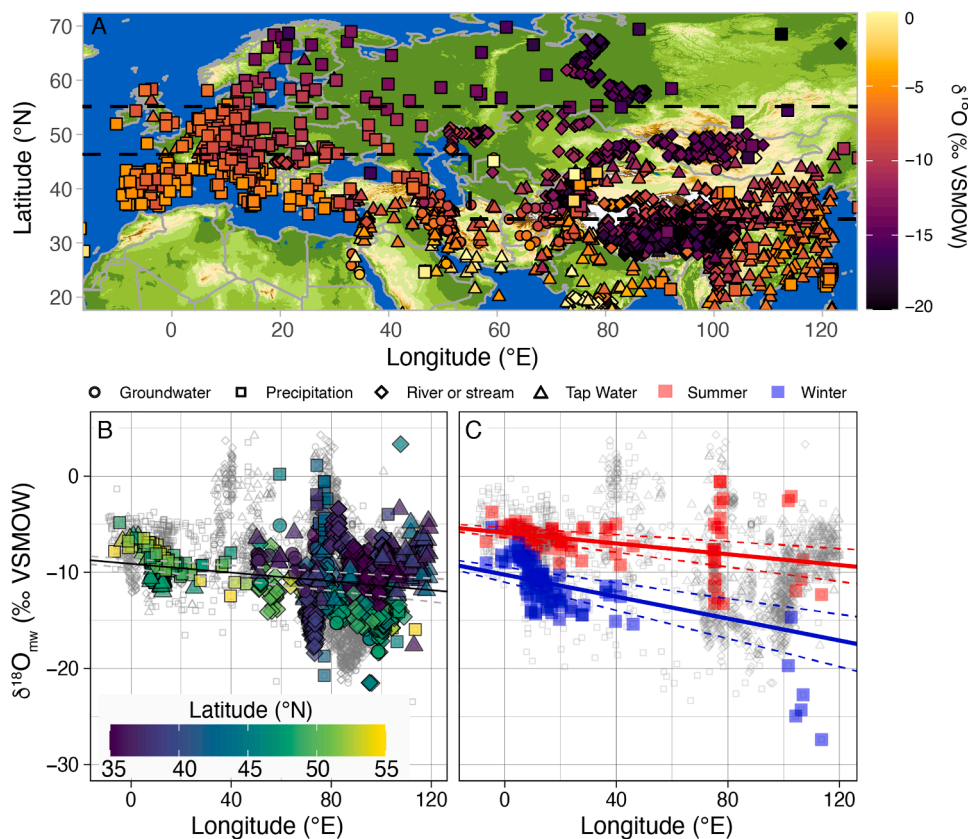 A
70
60
50
40
30
20
Latitude (°N)
0
20
40
60
80
100
120
Longitude (°E)
0
−5
−10
−15
−20
δ¹⁸O (‰ VSMOW)
Groundwater
Precipitation
River or stream
Tap Water
Summer
Winter
B
0
−10
−20
−30
δ¹⁸Omw (‰ VSMOW)
Latitude (°N)
35
40
45
50
55
0
40
80
120
Longitude (°E)
C
0
40
80
120
Longitude (°E)